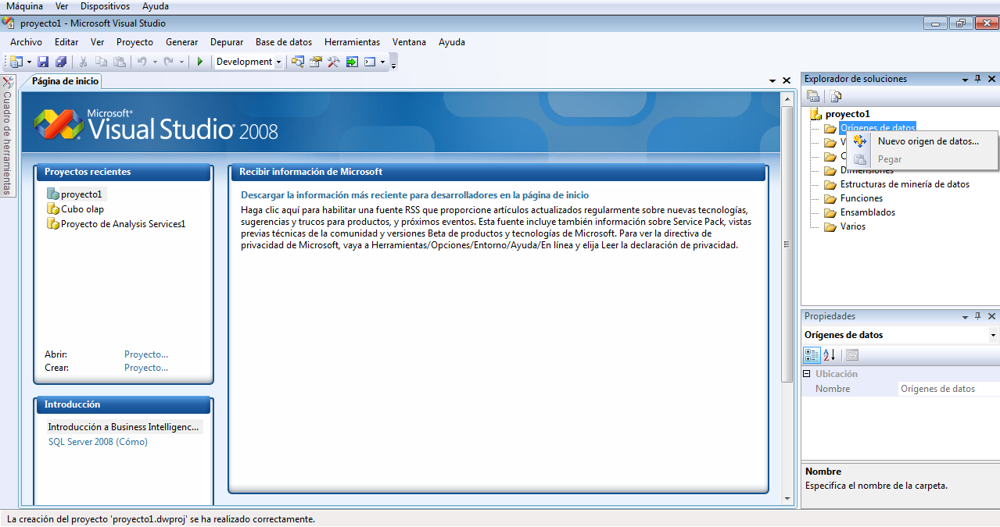 Máquina Ver Dispositivos Ayuda
proyecto1 - Microsoft Visual Studio
Archivo Editar Ver Proyecto Generar Depurar Base de datos Herramientas Ventana Ayuda
Development
Cuadro de herramientas
Página de inicio
Microsoft®
Visual Studio® 2008
Proyectos recientes
proyecto1
Cubo olap
Proyecto de Analysis Services1
Abrir: Proyecto...
Crear: Proyecto...
Introducción
Introducción a Business Intelligenc...
SQL Server 2008 (Cómo)
Recibir información de Microsoft
Descargar la información más reciente para desarrolladores en la página de inicio
Haga clic aquí para habilitar una fuente RSS que proporcione artículos actualizados regularmente sobre nuevas tecnologías,
sugerencias y trucos para productos, y próximos eventos. Esta fuente incluye también información sobre Service Pack, vistas
previas técnicas de la comunidad y versiones Beta de productos y tecnologías de Microsoft. Para ver la directiva de
privacidad de Microsoft, vaya a Herramientas/Opciones/Entorno/Ayuda/En línea y elija Leer la declaración de privacidad.
Explorador de soluciones
proyecto1
Orígenes de datos
Nuevo origen de datos...
Pegar
Dimensiones
Estructuras de minería de datos
Funciones
Ensamblados
Varios
Propiedades
Orígenes de datos
Ubicación
Nombre Orígenes de datos
Nombre
Especifica el nombre de la carpeta.
La creación del proyecto 'proyecto1.dwproj' se ha realizado correctamente.